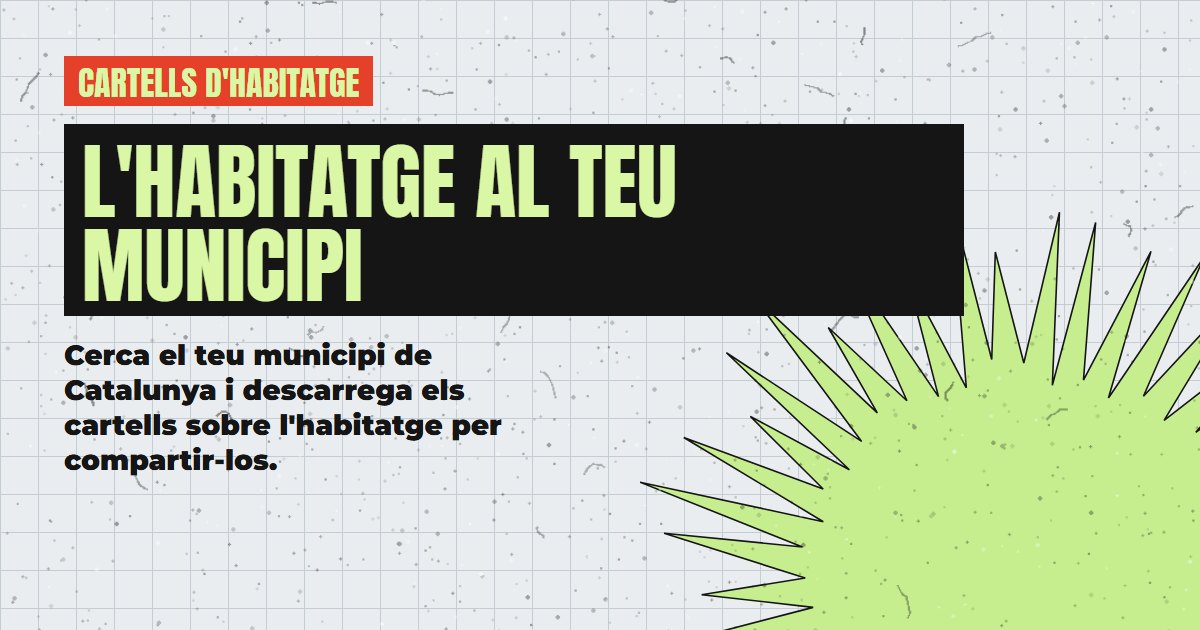 CARTELLS D'HABITATGE
L'HABITATGE AL TEU
MUNICIPI
Cerca el teu municipi de
Catalunya i descarrega els
cartells sobre l'habitatge per
compartir-los.